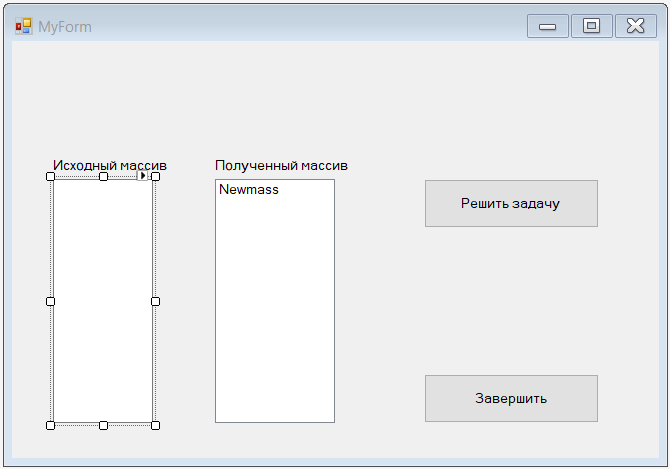 MyForm
Исходный массив
Полученный массив
Newmass
Решить задачу
Завершить